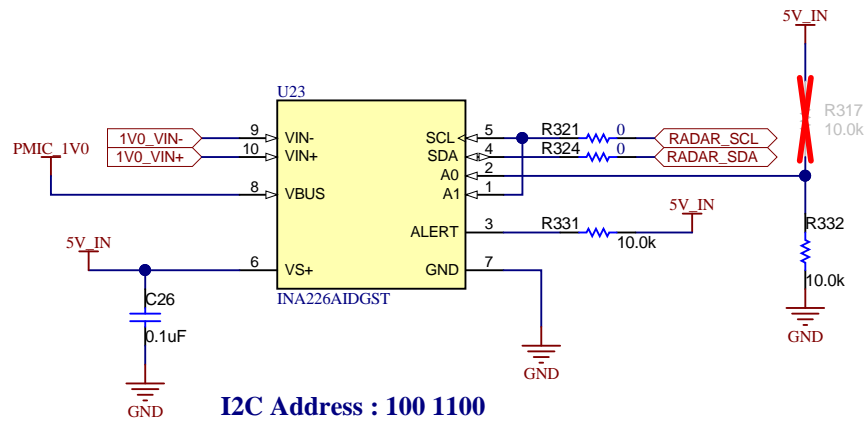 5V_IN
U23
R317
10.0k
1V0_VIN-
9
VIN-
SCL
5
R321
0
RADAR_SCL
PMIC_1V0
1V0_VIN+
10
VIN+
SDA
4
R324
0
RADAR_SDA
A0
2
8
VBUS
A1
1
5V_IN
R332
ALERT
3
R331
10.0k
5V_IN
6
VS+
GND
7
10.0k
INA226AIDGST
C26
0.1uF
GND
GND
GND
I2C Address : 100 1100